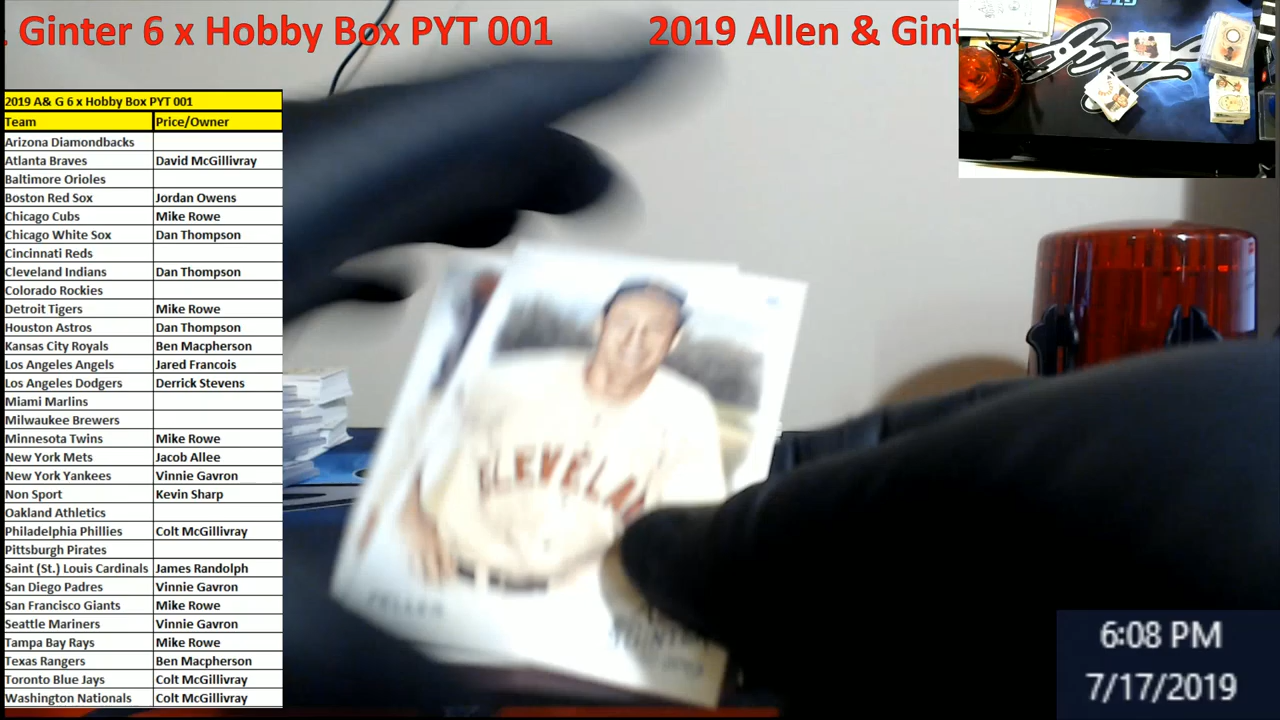 Ginter 6 x Hobby Box PYT 001 2019 Allen & Gint
2019 A& G 6 x Hobby Box PYT 001
Team Price/Owner
Arizona Diamondbacks
Atlanta Braves David McGillivray
Baltimore Orioles
Boston Red Sox Jordan Owens
Chicago Cubs Mike Rowe
Chicago White Sox Dan Thompson
Cincinnati Reds
Cleveland Indians Dan Thompson
Colorado Rockies
Detroit Tigers Mike Rowe
Houston Astros Dan Thompson
Kansas City Royals Ben Macpherson
Los Angeles Angels Jared Francois
Los Angeles Dodgers Derrick Stevens
Miami Marlins
Milwaukee Brewers
Minnesota Twins Mike Rowe
New York Mets Jacob Allee
New York Yankees Vinnie Gavron
Non Sport Kevin Sharp
Oakland Athletics
Philadelphia Phillies Colt McGillivray
Pittsburgh Pirates
Saint (St.) Louis Cardinals James Randolph
San Diego Padres Vinnie Gavron
San Francisco Giants Mike Rowe
Seattle Mariners Vinnie Gavron
Tampa Bay Rays Mike Rowe
Texas Rangers Ben Macpherson
Toronto Blue Jays Colt McGillivray
Washington Nationals Colt McGillivray
CLEVELA
FELLER
6:08 PM
7/17/2019